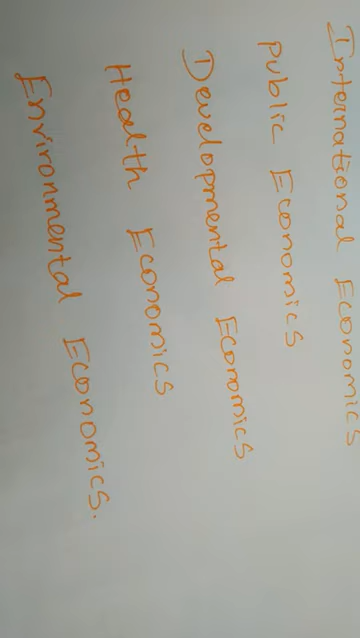 International Economics
Public Economics
Developmental Economics
Health Economics
Environmental Economics.